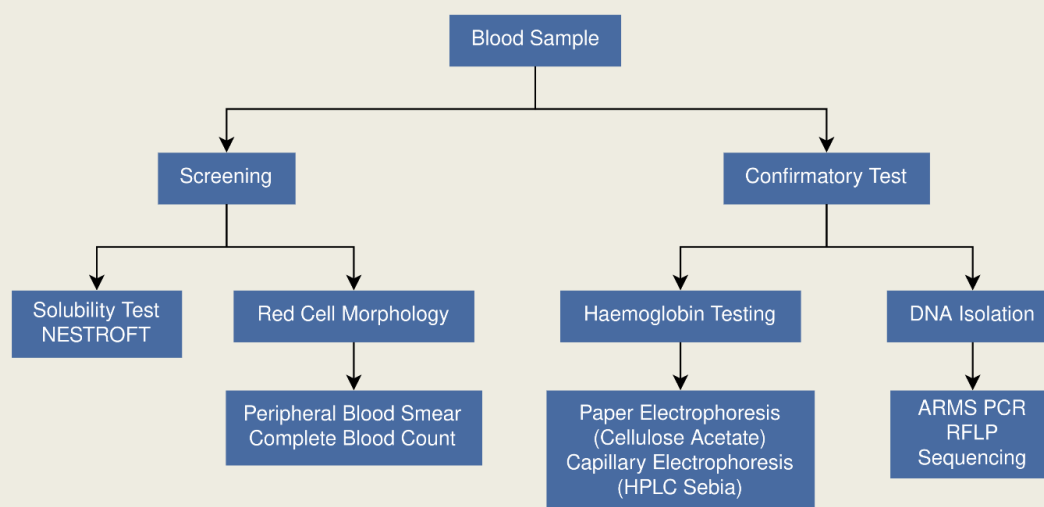 Blood Sample
Screening
Confirmatory Test
Solubility Test
NESTROFT
Red Cell Morphology
Haemoglobin Testing
DNA Isolation
Peripheral Blood Smear
Complete Blood Count
Paper Electrophoresis
(Cellulose Acetate)
Capillary Electrophoresis
(HPLC Sebia)
ARMS PCR
RFLP
Sequencing